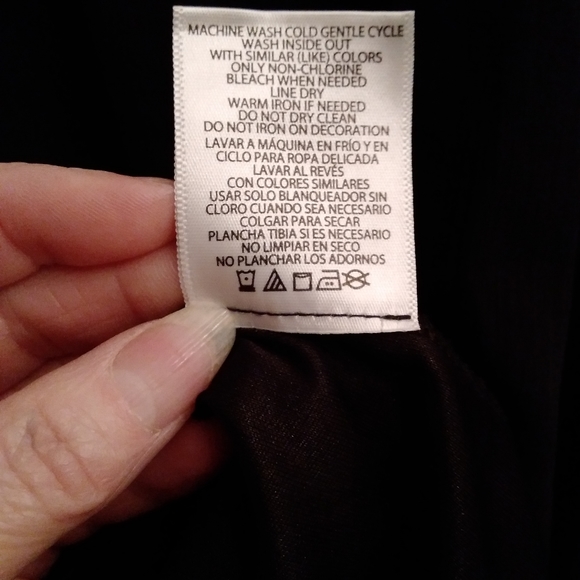 MACHINE WASH COLD GENTLE CYCLE
WASH INSIDE OUT
WITH SIMILAR (LIKE) COLORS
ONLY NON-CHLORINE
BLEACH WHEN NEEDED
LINE DRY
WARM IRON IF NEEDED
DO NOT DRY CLEAN
DO NOT IRON ON DECORATION
LAVAR A MÁQUINA EN FRÍO Y EN
CICLO PARA ROPA DELICADA
LAVAR AL REVÉS
CON COLORES SIMILARES
USAR SOLO BLANQUEADOR SIN
CLORO CUANDO SEA NECESARIO
COLGAR PARA SECAR
PLANCHA TIBIA SI ES NECESARIO
NO LIMPIAR EN SECO
NO PLANCHAR LOS ADORNOS